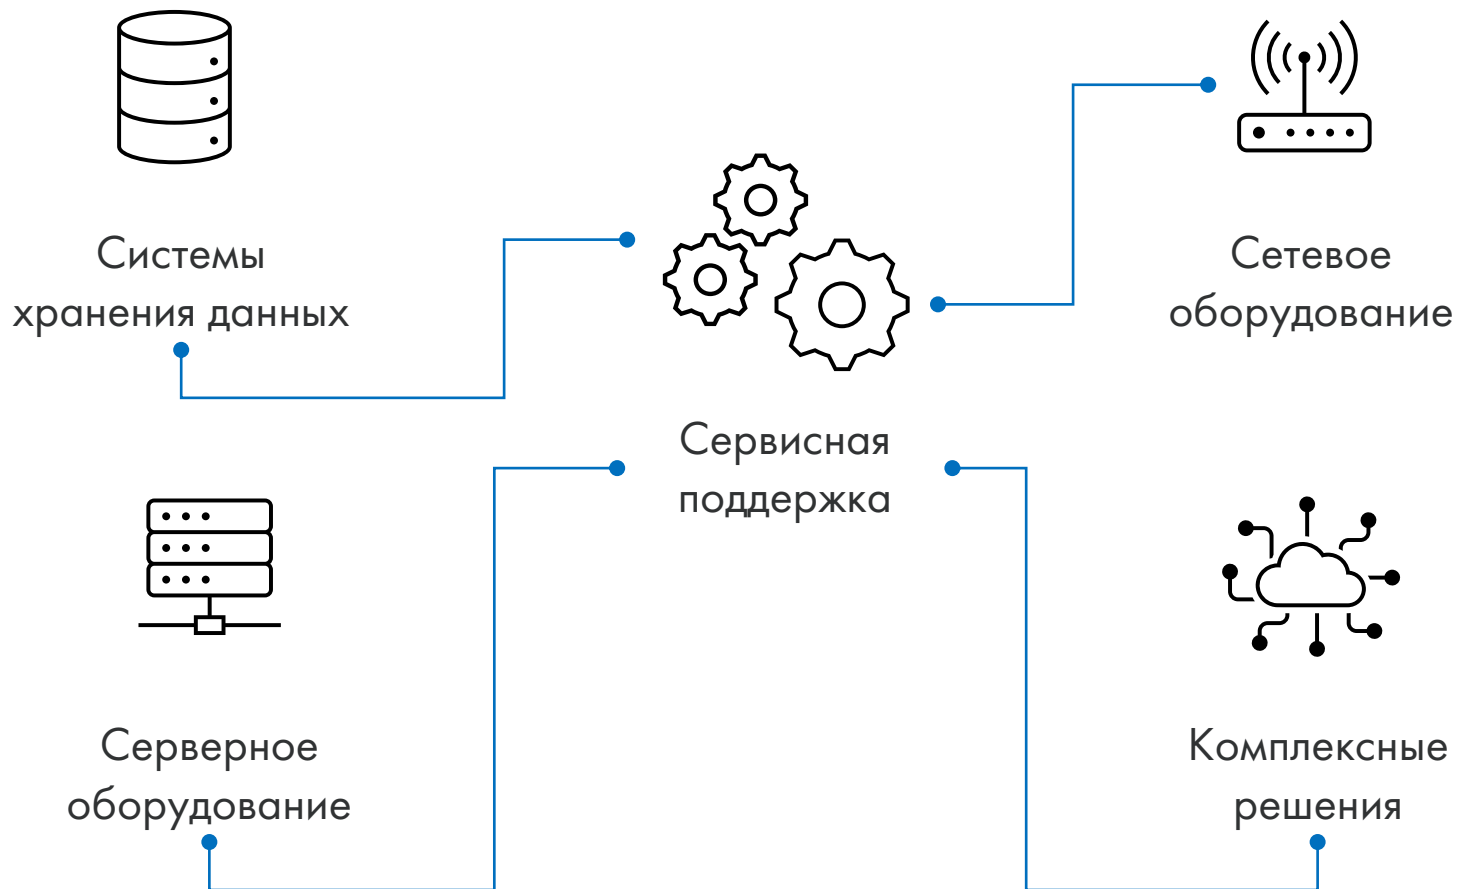 Системы
хранения данных
Сетевое
оборудование
Сервисная
поддержка
Серверное
оборудование
Комплексные
решения